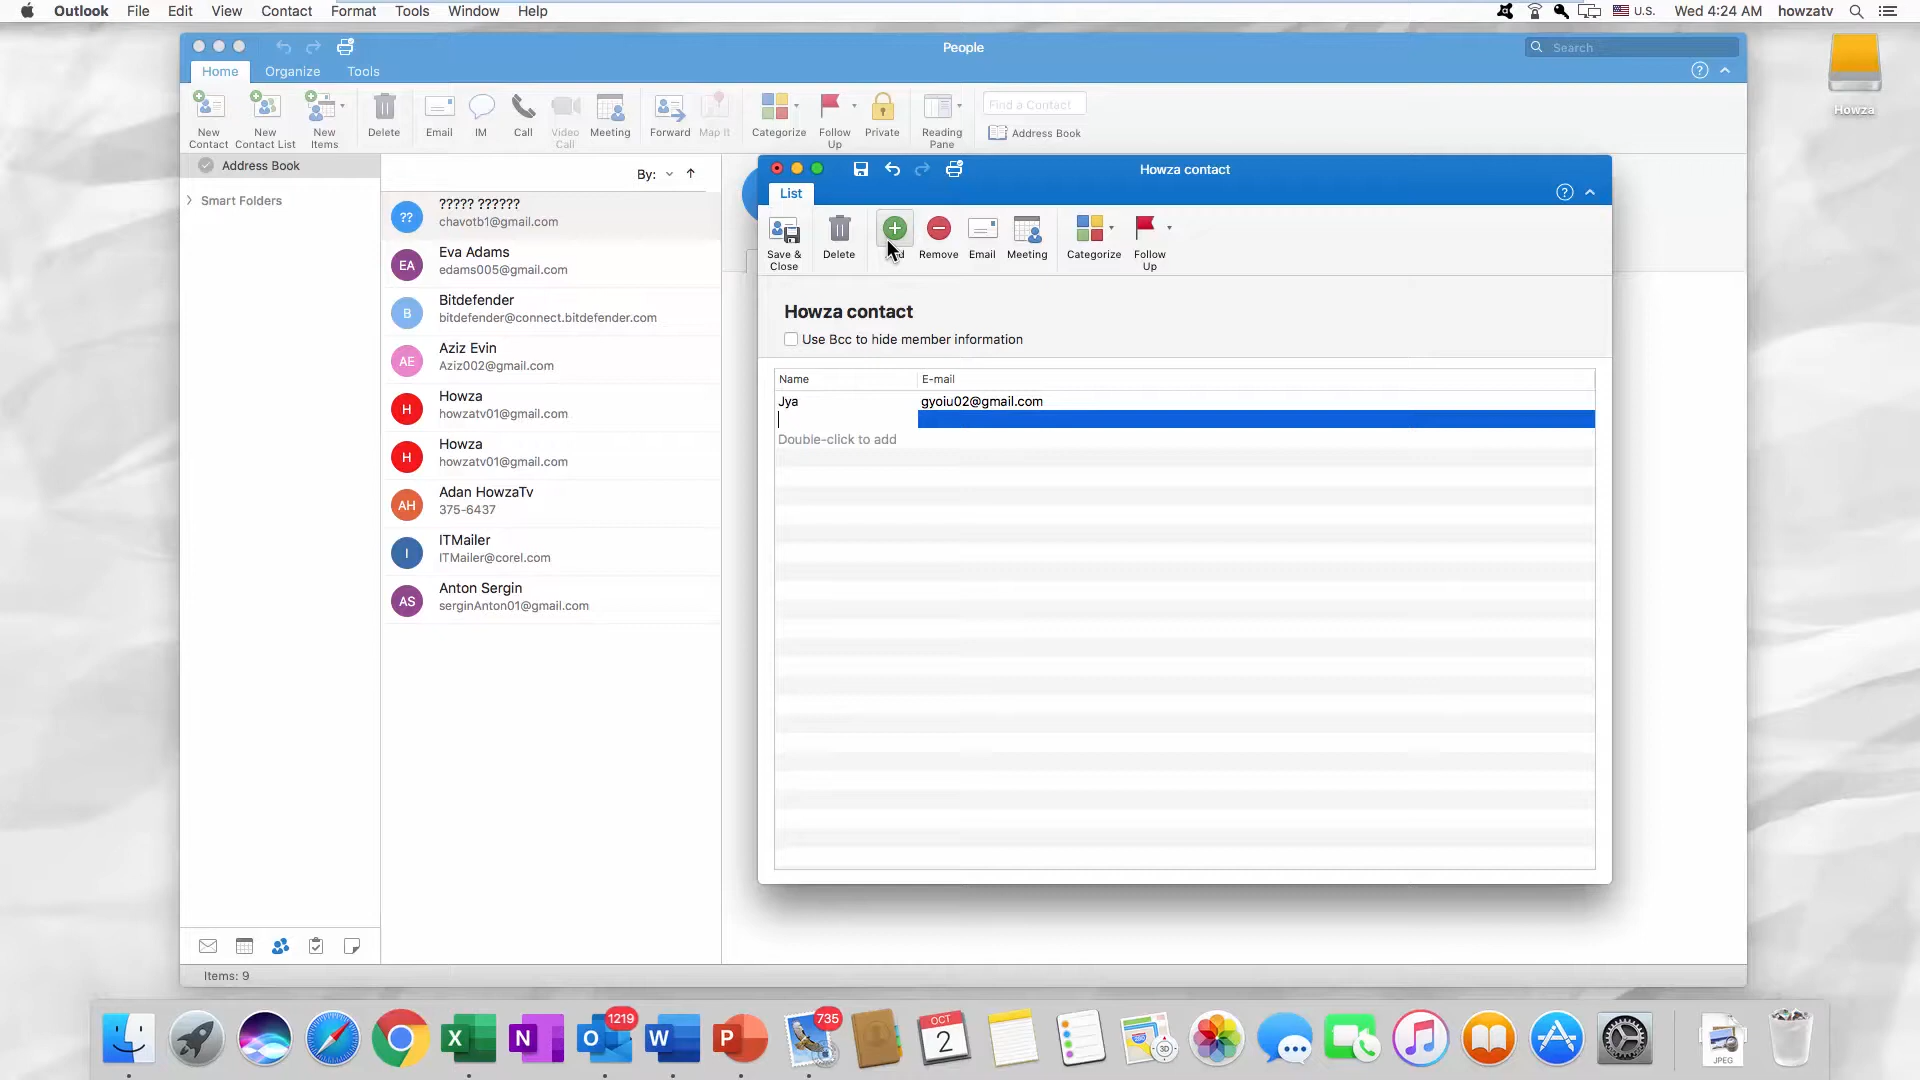 Outlook File Edit View Contact Format Tools Window Help
U.S. Wed 4:24 AM howzatv
People
Search
Home Organize Tools
New Contact
New Contact List
New Items
Delete
Email
IM
Call
Video Call
Meeting
Forward
Map It
Categorize
Follow Up
Private
Reading Pane
Find a Contact
Address Book
Address Book
Smart Folders
By:
??
????? ??????
chavotb1@gmail.com
EA
Eva Adams
edams005@gmail.com
B
Bitdefender
bitdefender@connect.bitdefender.com
AE
Aziz Evin
Aziz002@gmail.com
H
Howza
howzatv01@gmail.com
H
Howza
howzatv01@gmail.com
AH
Adan HowzaTv
375-6437
I
ITMailer
ITMailer@corel.com
AS
Anton Sergin
serginAnton01@gmail.com
Items: 9
Howza contact
List
Save & Close
Delete
Remove
Email
Meeting
Categorize
Follow Up
Howza contact
Use Bcc to hide member information
Name E-mail
Jya gyoiu02@gmail.com
Double-click to add
Howza
X
N
O
1219
W
P
735
OCT
2
280
3D
JPEG